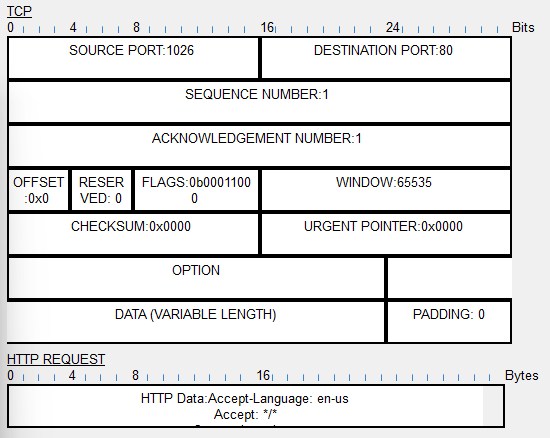 TCP
0 4 8 16 24 Bits
SOURCE PORT:1026 DESTINATION PORT:80
SEQUENCE NUMBER:1
ACKNOWLEDGEMENT NUMBER:1
OFFSET RESER FLAGS:0b0001100 WINDOW:65535
:0x0 VED: 0 0
CHECKSUM:0x0000 URGENT POINTER:0x0000
OPTION
DATA (VARIABLE LENGTH) PADDING: 0
HTTP REQUEST
0 4 8 16 Bytes
HTTP Data:Accept-Language: en-us
Accept: */*